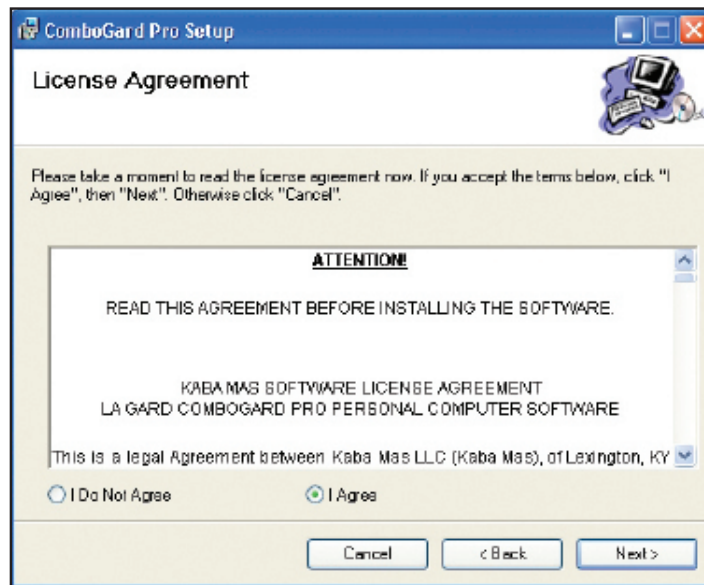 ComboGard Pro Setup
License Agreement
Please take a moment to read the license agreement now. If you accept the terms below, click "I
Agree", then "Next". Otherwise click "Cancel".
ATTENTION!
READ THIS AGREEMENT BEFORE INSTALLING THE SOFTWARE.
KABA MAS SOFTWARE LICENSE AGREEMENT
LA GARD COMBOGARD PRO PERSONAL COMPUTER SOFTWARE
This is a legal Agreement between Kaba Mas LLC (Kaba Mas), of Lexington, KY
I Do Not Agree I Agree
Cancel < Back Next >